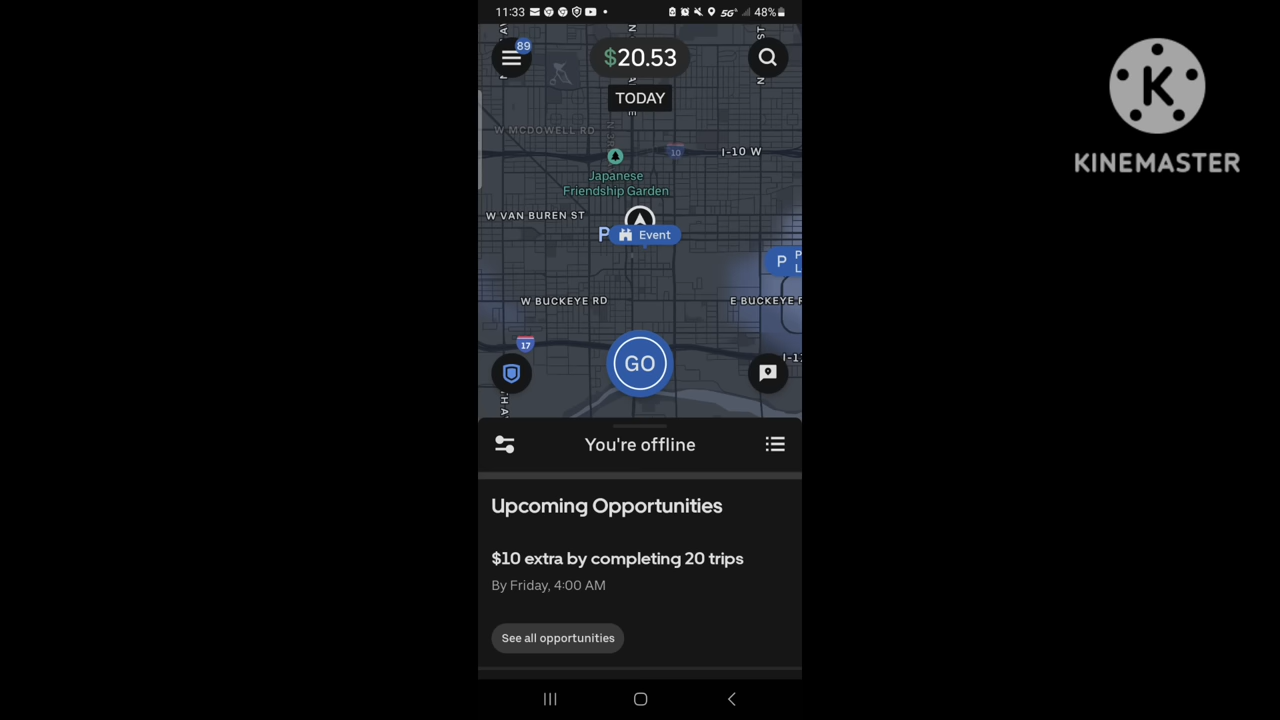 11:33
5G+
48%
89
$20.53
TODAY
W MCDOWELL RD
10
I-10 W
Japanese
Friendship Garden
W VAN BUREN ST
P
Event
P
W BUCKEYE RD
E BUCKEYE
17
GO
You're offline
Upcoming Opportunities
$10 extra by completing 20 trips
By Friday, 4:00 AM
See all opportunities
K
KINEMASTER